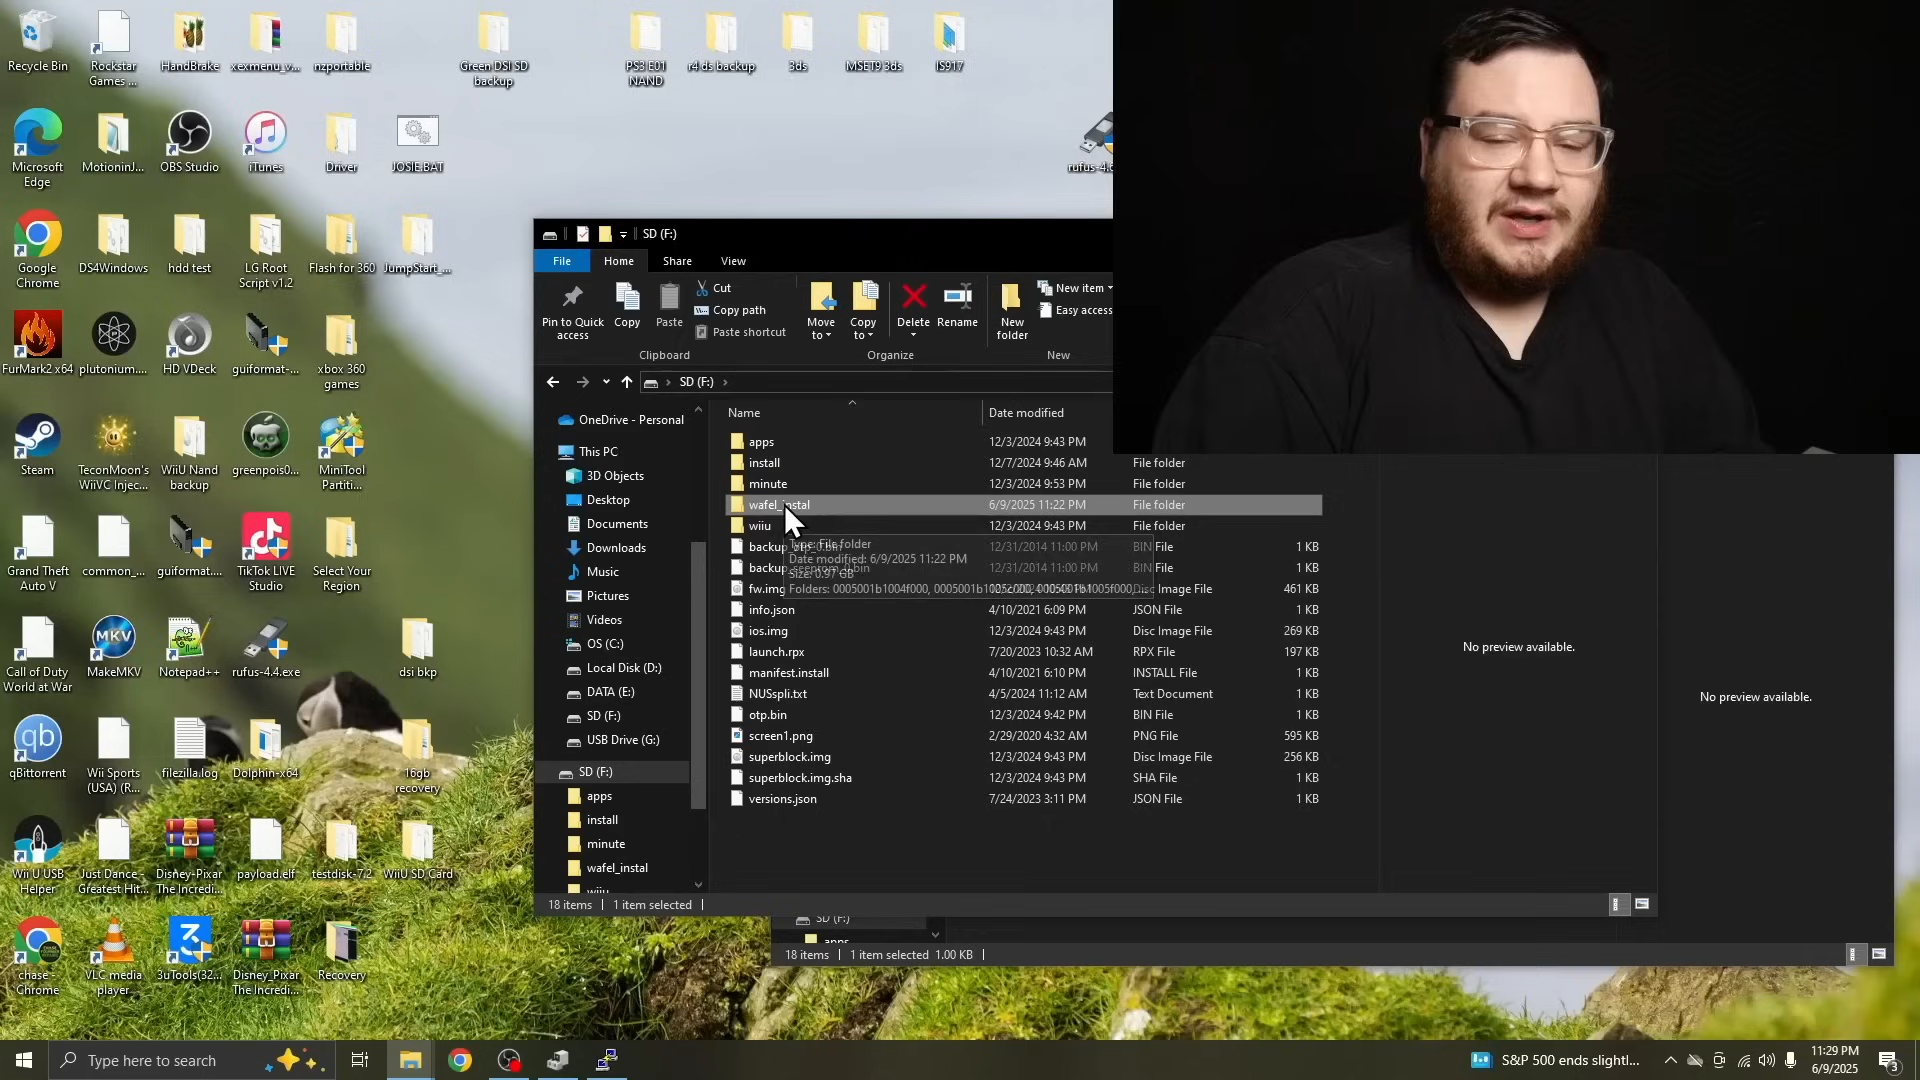 Recycle Bin
Rockstar
Games ...
HandBrake
xexmenu_v...
nzportable
Green DSI SD
backup
PS3 E01
NAND
r4 ds backup
3ds
MSET9 3ds
IS917
Microsoft
Edge
MotioninJ...
OBS Studio
iTunes
Driver
JOSIE.BAT
Google
Chrome
DS4Windows
hdd test
LG Root
Script v1.2
Flash for 360
JumpStart_...
FurMark2 x64
plutonium....
HD VDeck
guiformat-...
xbox 360
games
Steam
TeconMoon's
WiiVC Injec...
WiiU Nand
backup
greenpois0...
MiniTool
Partiti...
Grand Theft
Auto V
common_...
guiformat....
TikTok LIVE
Studio
Select Your
Region
Call of Duty
World at War
MakeMKV
Notepad++
rufus-4.4.exe
dsi bkp
qBittorrent
Wii Sports
(USA) (R...
filezilla.log
Dolphin-x64
16gb
recovery
Wii U USB
Helper
Just Dance -
Greatest Hit...
Disney-Pixar
The Incredi...
payload.elf
testdisk-7.2
WiiU SD Card
chase -
Chrome
VLC media
player
3uTools(32...
Disney_Pixar
The Incredi...
Recovery
SD (F:)
File Home Share View
Pin to Quick
access
Copy
Paste
Cut
Copy path
Paste shortcut
Clipboard
Move
to
Copy
to
Delete
Rename
Organize
New
folder
New item
Easy access
New
SD (F:)
OneDrive - Personal
This PC
3D Objects
Desktop
Documents
Downloads
Music
Pictures
Videos
OS (C:)
Local Disk (D:)
DATA (E:)
SD (F:)
USB Drive (G:)
SD (F:)
apps
install
minute
wafel_instal
Name Date modified
apps 12/3/2024 9:43 PM
install 12/7/2024 9:46 AM File folder
minute 12/3/2024 9:53 PM File folder
wafel_instal 6/9/2025 11:22 PM File folder
wiiu 12/3/2024 9:43 PM File folder
12/31/2014 11:00 PM BIN File 1 KB
12/31/2014 11:00 PM BIN File 1 KB
fw.img Disc Image File 461 KB
Type: File folder
Date modified: 6/9/2025 11:22 PM
Size: 0.97 GB
info.json 4/10/2021 6:09 PM JSON File 1 KB
ios.img 12/3/2024 9:43 PM Disc Image File 269 KB
launch.rpx 7/20/2023 10:32 AM RPX File 197 KB
manifest.install 4/10/2021 6:10 PM INSTALL File 1 KB
NUSspli.txt 4/5/2024 11:12 AM Text Document 1 KB
otp.bin 12/3/2024 9:42 PM BIN File 1 KB
screen1.png 2/29/2020 4:32 AM PNG File 595 KB
superblock.img 12/3/2024 9:43 PM Disc Image File 256 KB
superblock.img.sha 12/3/2024 9:43 PM SHA File 1 KB
versions.json 7/24/2023 3:11 PM JSON File 1 KB
No preview available.
No preview available.
18 items 1 item selected
SD (F:)
apps
18 items 1 item selected 1.00 KB
Type here to search
S&P 500 ends slightl...
11:29 PM
6/9/2025
3